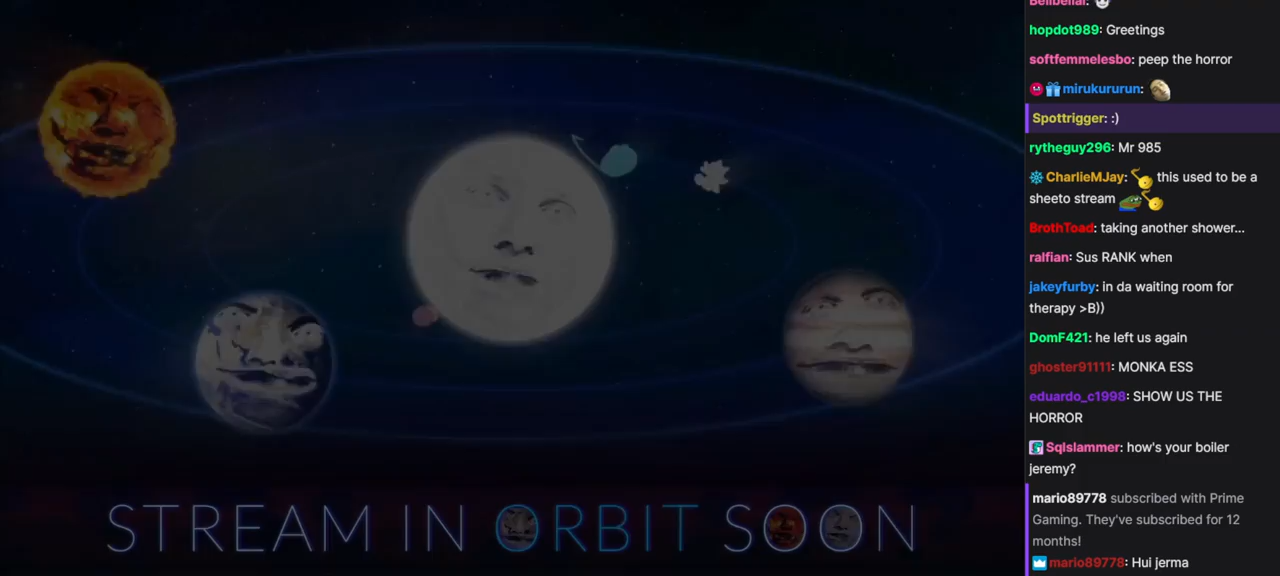 STREAM IN ORBIT SOON
Bellbellal:
hopdot989: Greetings
softfemmelesbo: peep the horror
mirukururun:
Spottrigger: :)
rytheguy296: Mr 985
CharlieMJay: this used to be a
sheeto stream
BrothToad: taking another shower...
ralfian: Sus RANK when
jakeyfurby: in da waiting room for
therapy >B))
DomF421: he left us again
ghoster91111: MONKA ESS
eduardo_c1998: SHOW US THE
HORROR
Sqlslammer: how's your boiler
jeremy?
mario89778 subscribed with Prime
Gaming. They've subscribed for 12
months!
mario89778: Hui jerma